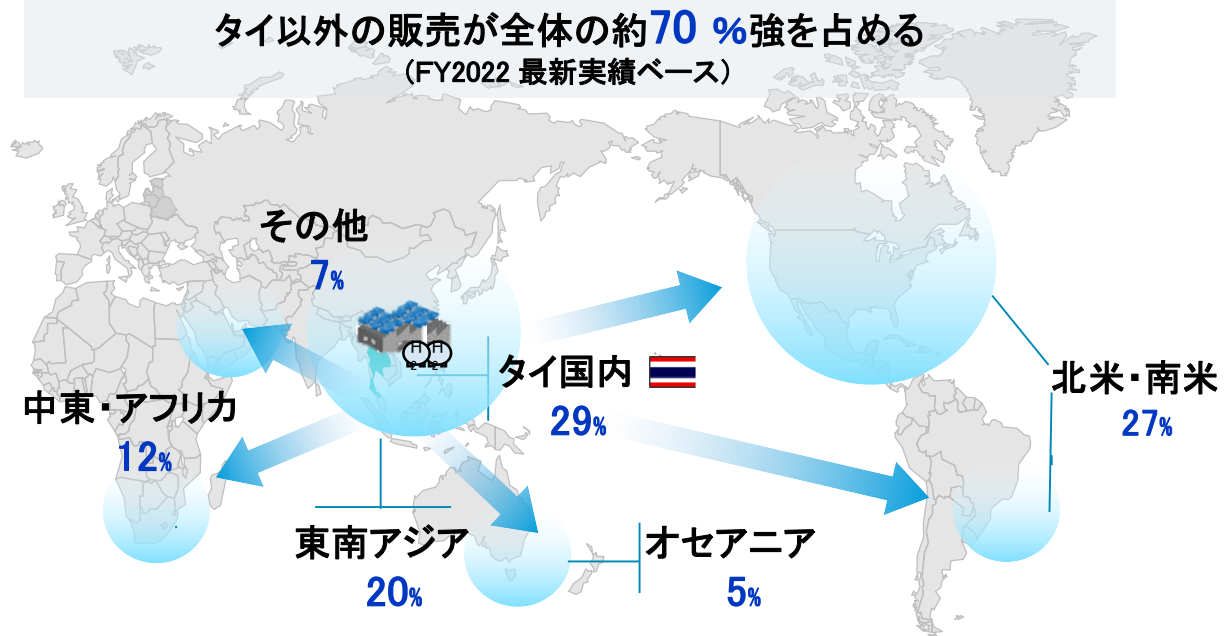 タイ以外の販売が全体の約70 %強を占める
(FY2022 最新実績ベース)
その他
7%
H H
2 2
タイ国内
29%
北米・南米
27%
中東・アフリカ
12%
東南アジア
20%
オセアニア
5%